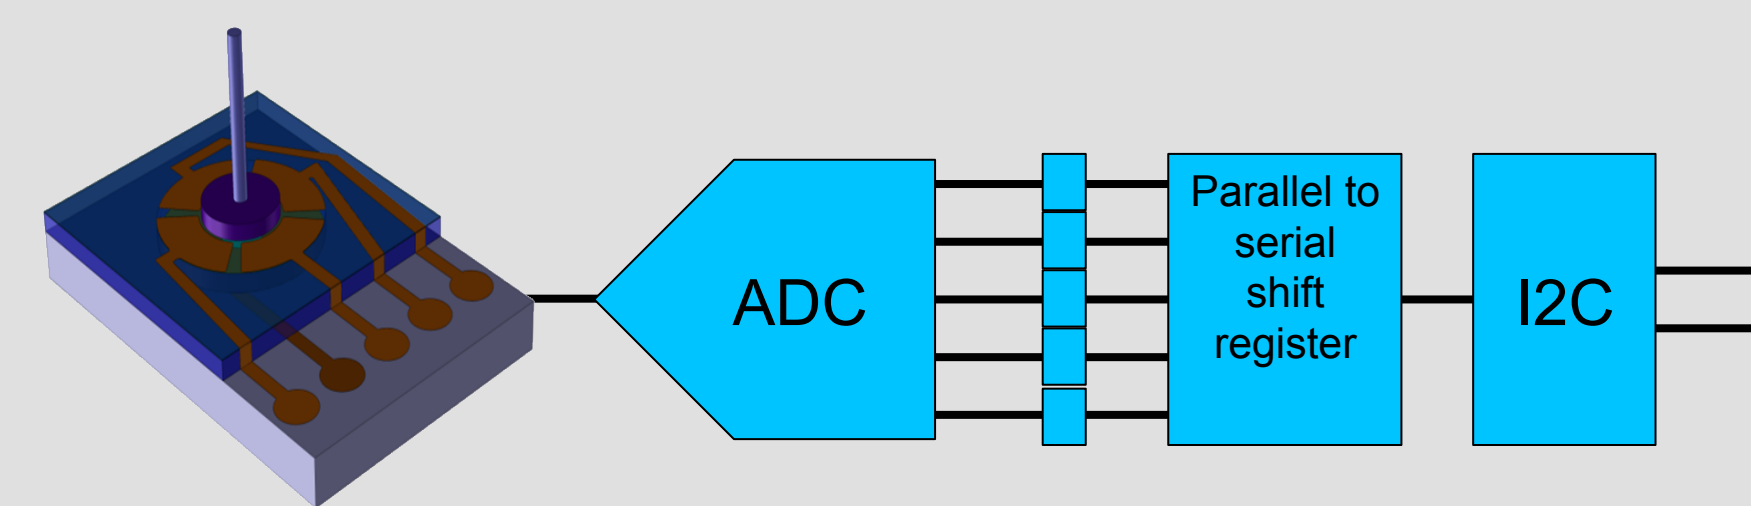 ADC
Parallel to
serial
shift
register
I2C